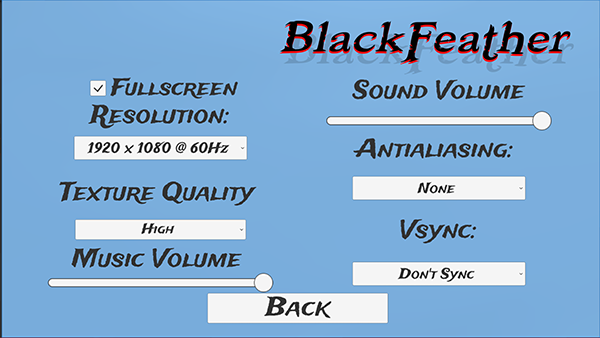 BlackFeather
Fullscreen
Resolution:
1920 x 1080 @ 60Hz
Texture Quality
High
Music Volume
Sound Volume
Antialiasing:
None
Vsync:
Don't Sync
Back